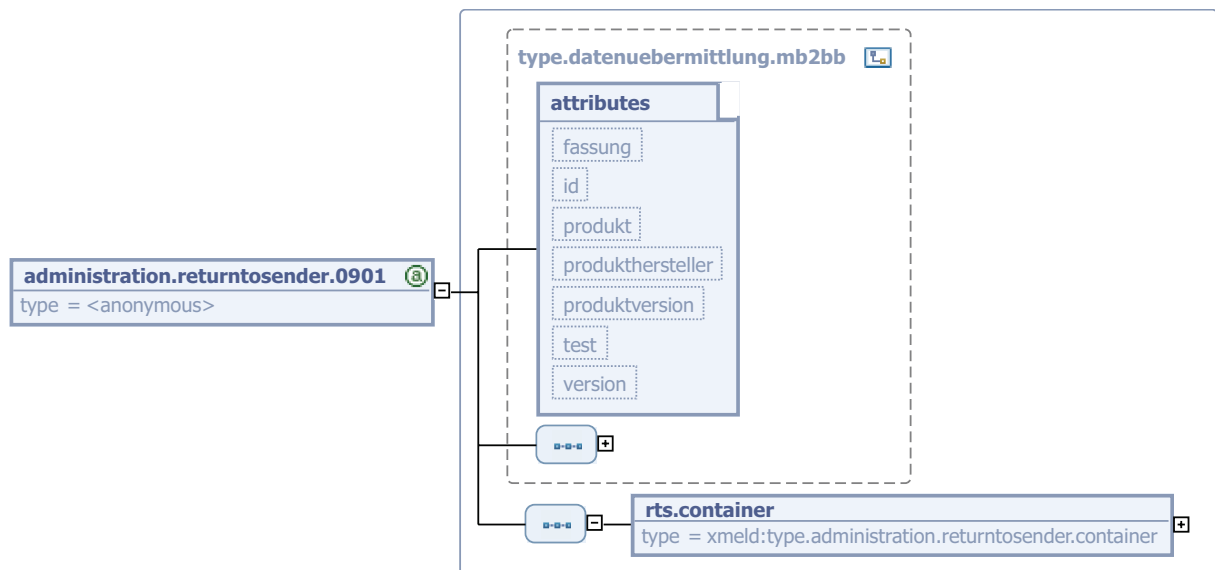 type.datenuebermittlung.mb2bb
attributes
fassung
id
produkt
produkthersteller
produktversion
test
version
administration.returntosender.0901 @
type = <anonymous>
rts.container
type = xmeld:type.administration.returntosender.container